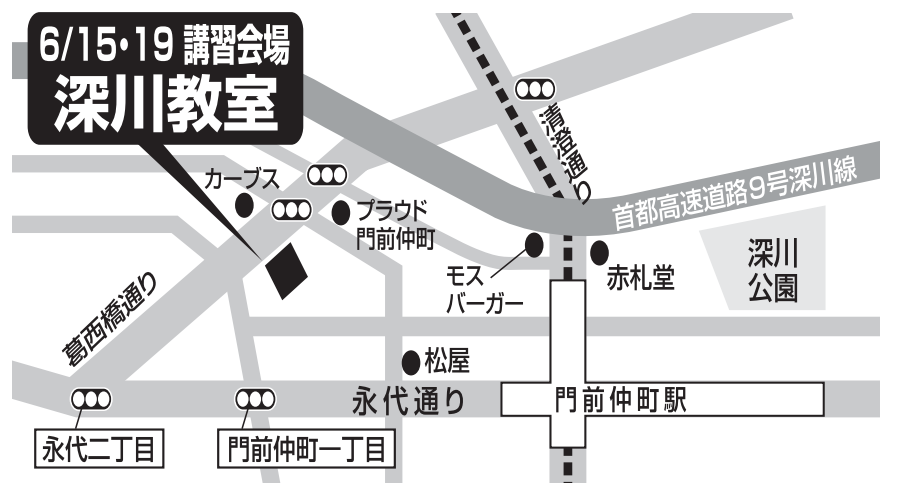 6/15・19 講習会場
深川教室
清澄通り
カーブス
プラウド
門前仲町
首都高速道路9号深川線
モス
バーガー
赤札堂
深川
公園
葛西橋通り
松屋
永代通り
門前仲町駅
永代二丁目
門前仲町一丁目